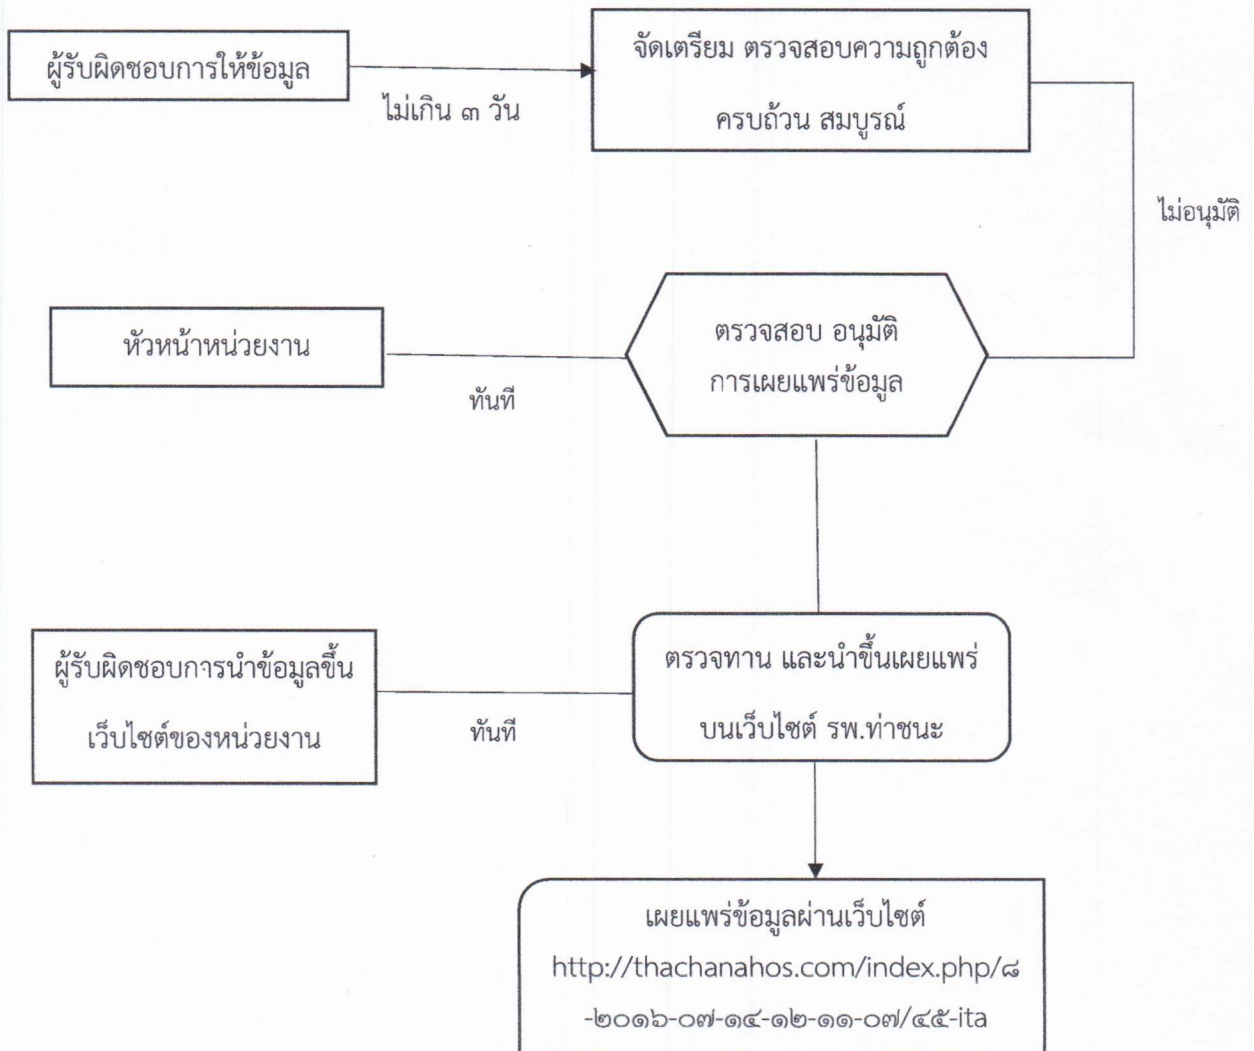 ผู้รับผิดชอบการให้ข้อมูล
ไม่เกิน ๓ วัน
จัดเตรียม ตรวจสอบความถูกต้อง
ครบถ้วน สมบูรณ์
ไม่อนุมัติ
หัวหน้าหน่วยงาน
ทันที
ตรวจสอบ อนุมัติ
การเผยแพร่ข้อมูล
ผู้รับผิดชอบการนำข้อมูลขึ้น
เว็บไซต์ของหน่วยงาน
ทันที
ตรวจทาน และนำขึ้นเผยแพร่
บนเว็บไซต์ รพ.ท่าชนะ
เผยแพร่ข้อมูลผ่านเว็บไซต์
http://thachanahos.com/index.php/๘
-๒๐๑๖-๐๗-๑๔-๑๒-๑๑-๐๗/๔๕-ita